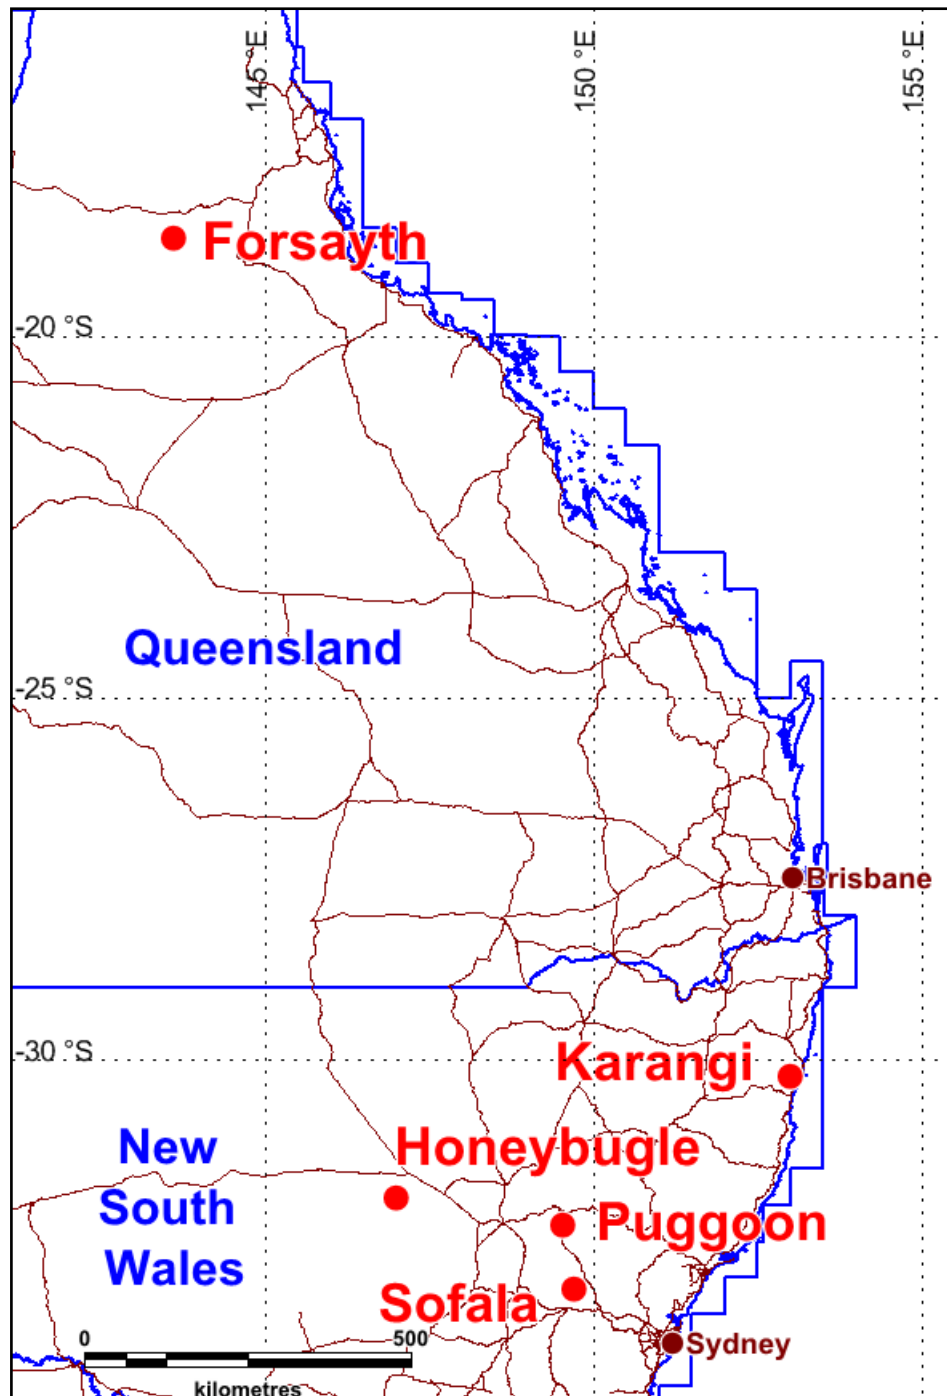 145 °E
150 °E
155 °E
Forsayth
-20 °S
Queensland
-25 °S
Brisbane
-30 °S
Karangi
New
South
Wales
Honeybugle
Puggoon
Sofala
0
500
kilometres
Sydney